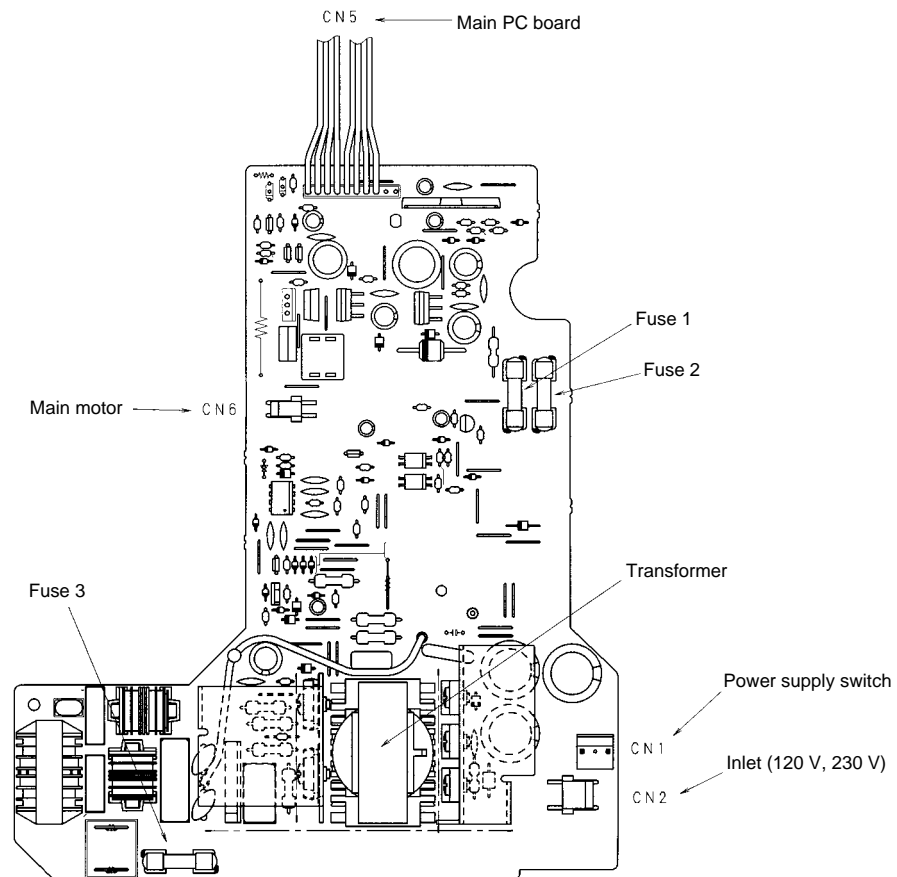 CN5 Main PC board
Fuse 1
Fuse 2
Main motor CN6
Transformer
Fuse 3
Power supply switch
CN1
Inlet (120 V, 230 V)
CN2